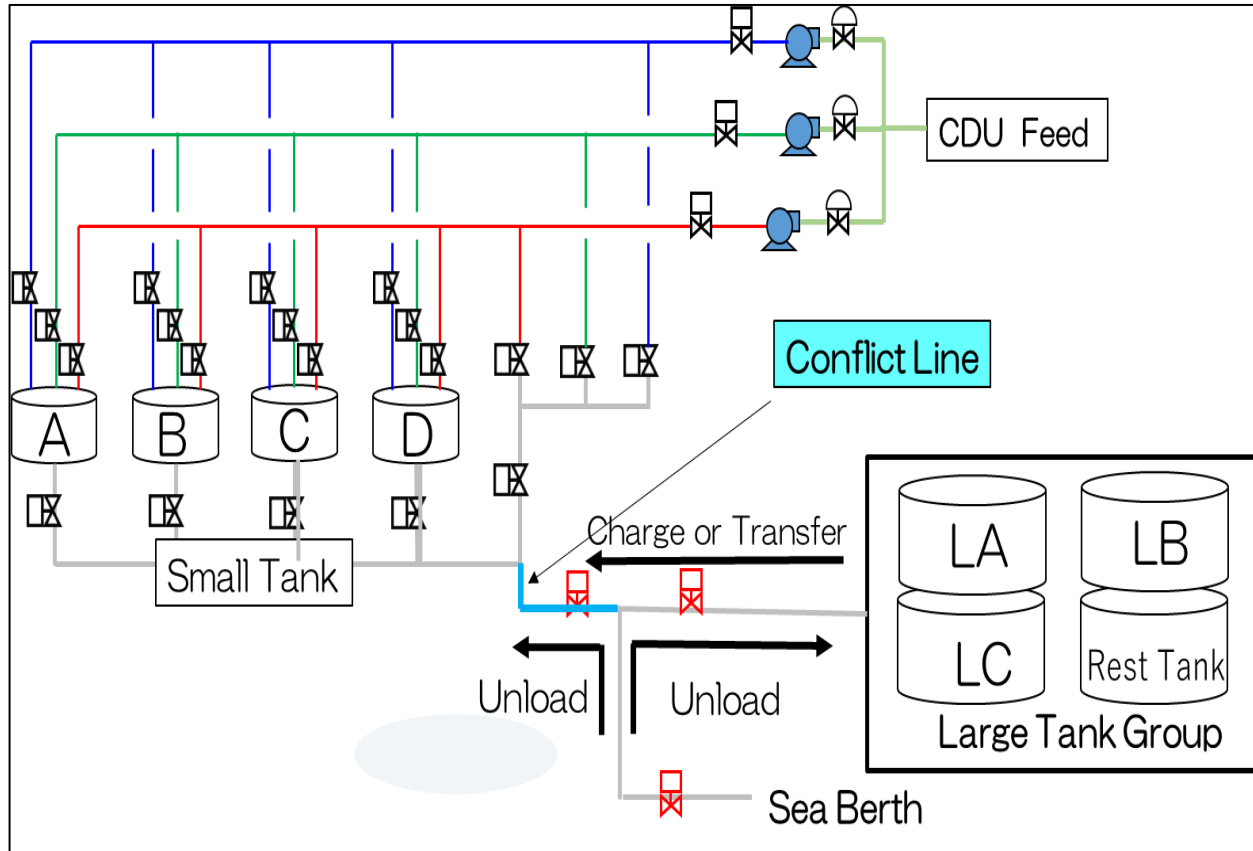 CDU Feed
Conflict Line
A
B
C
D
Charge or Transfer
LA
LB
Small Tank
LC
Rest Tank
Unload
Unload
Large Tank Group
Sea Berth